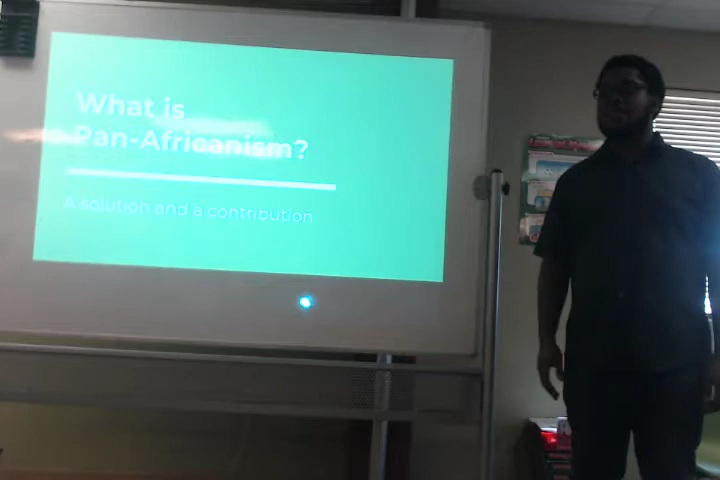 What is
Pan-Africanism?
A solution and a contribution